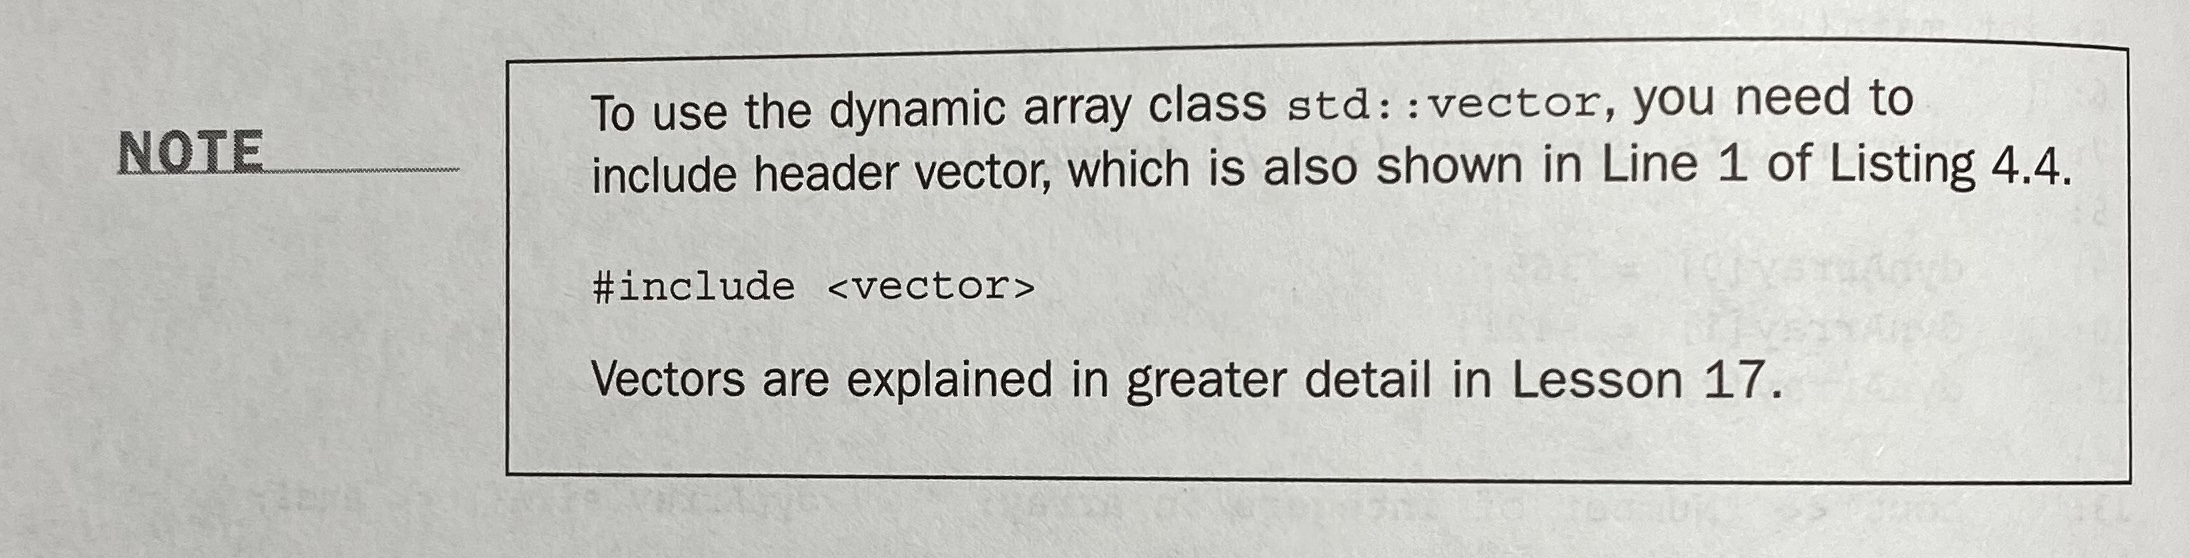 NOTE
To use the dynamic array class std::vector, you need to
include header vector, which is also shown in Line 1 of Listing 4.4.
#include <vector>
Vectors are explained in greater detail in Lesson 17.